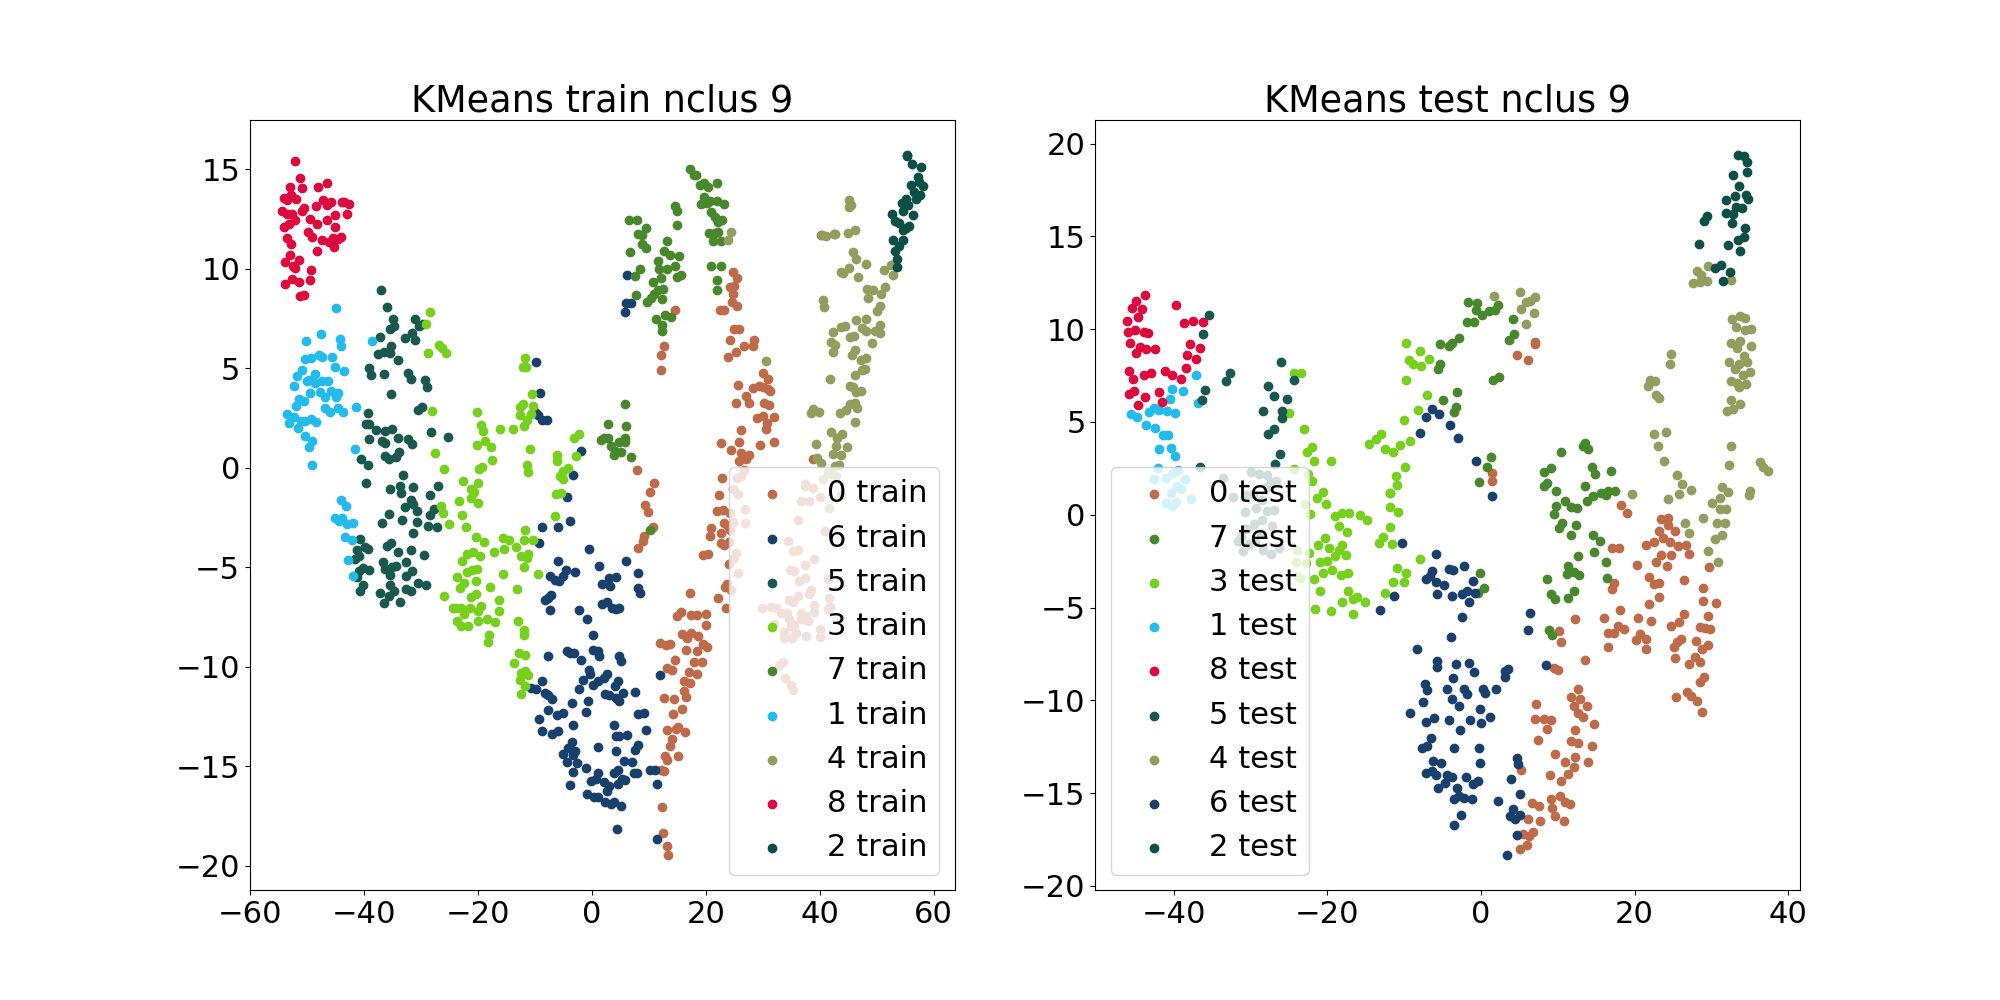 KMeans train nclus 9
15
10
5
0
−5
−10
−15
−20
−60
−40
−20
0
20
40
60
0 train
6 train
5 train
3 train
7 train
1 train
4 train
8 train
2 train
KMeans test nclus 9
20
15
10
5
0
−5
−10
−15
−20
−40
−20
0
20
40
0 test
7 test
3 test
1 test
8 test
5 test
4 test
6 test
2 test